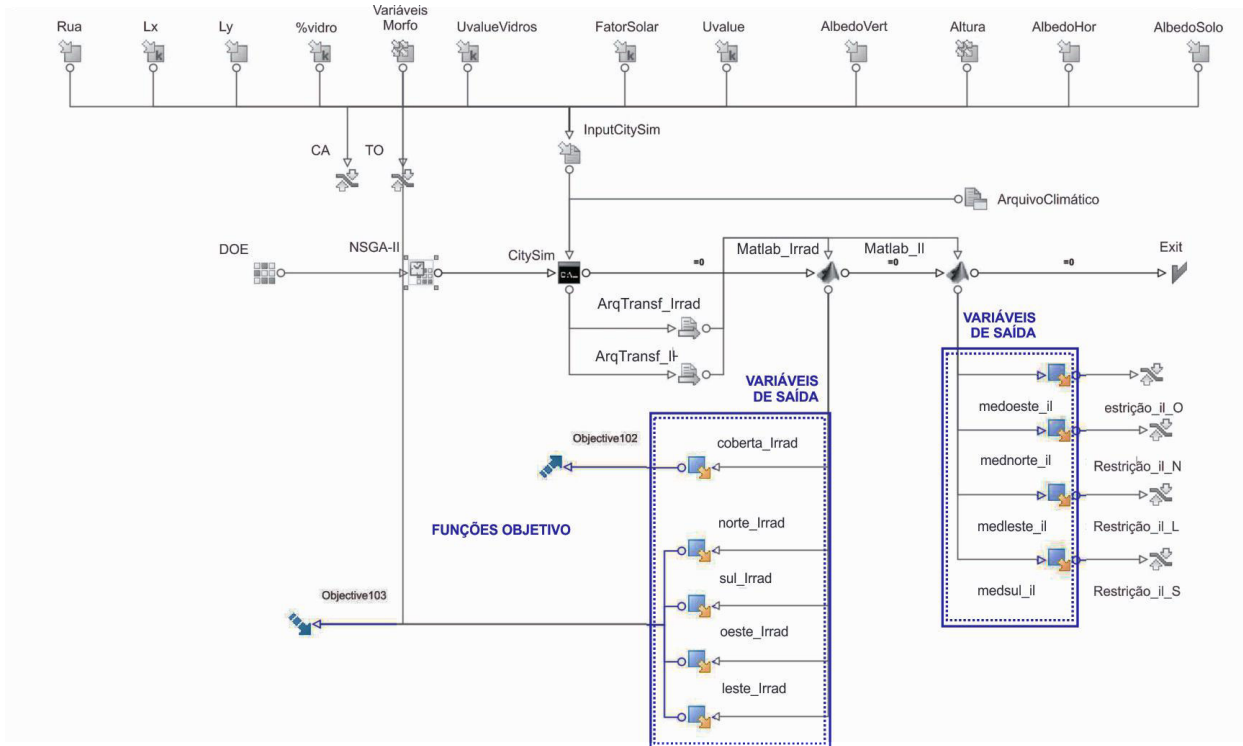 Rua
Lx
Ly
%vidro
Variáveis
Morfo
UvalueVidros
FatorSolar
Uvalue
AlbedoVert
Altura
AlbedoHor
AlbedoSolo
k
k
k
k
k
InputCitySim
CA
TO
ArquivoClimático
DOE
NSGA-II
CitySim
C:\_
=0
Matlab_Irrad
=0
Matlab_Il
=0
Exit
ArqTransf_Irrad
ArqTransf_Il
VARIÁVEIS
DE SAÍDA
VARIÁVEIS
DE SAÍDA
medoeste_il
estrição_il_O
mednorte_il
Restrição_il_N
medleste_il
Restrição_il_L
medsul_il
Restrição_il_S
Objective102
coberta_Irrad
FUNÇÕES OBJETIVO
norte_Irrad
sul_Irrad
Objective103
oeste_Irrad
leste_Irrad